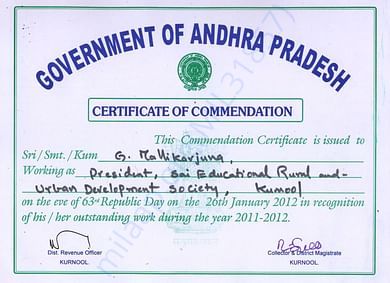 GOVERNMENT OF ANDHRA PRADESH
CERTIFICATE OF COMMENDATION
This Commendation Certificate is issued to
Sri / Smt. / Kum G. Mallikarjuna,
Working as President, Sai Educational Rural and-
Urban Development Society, Kurnool
on the eve of 63rd Republic Day on the 26th January 2012 in recognition
of his / her outstanding work during the year 2011-2012.
Dist. Revenue Officer
KURNOOL.
Collector & District Magistrate
KURNOOL.